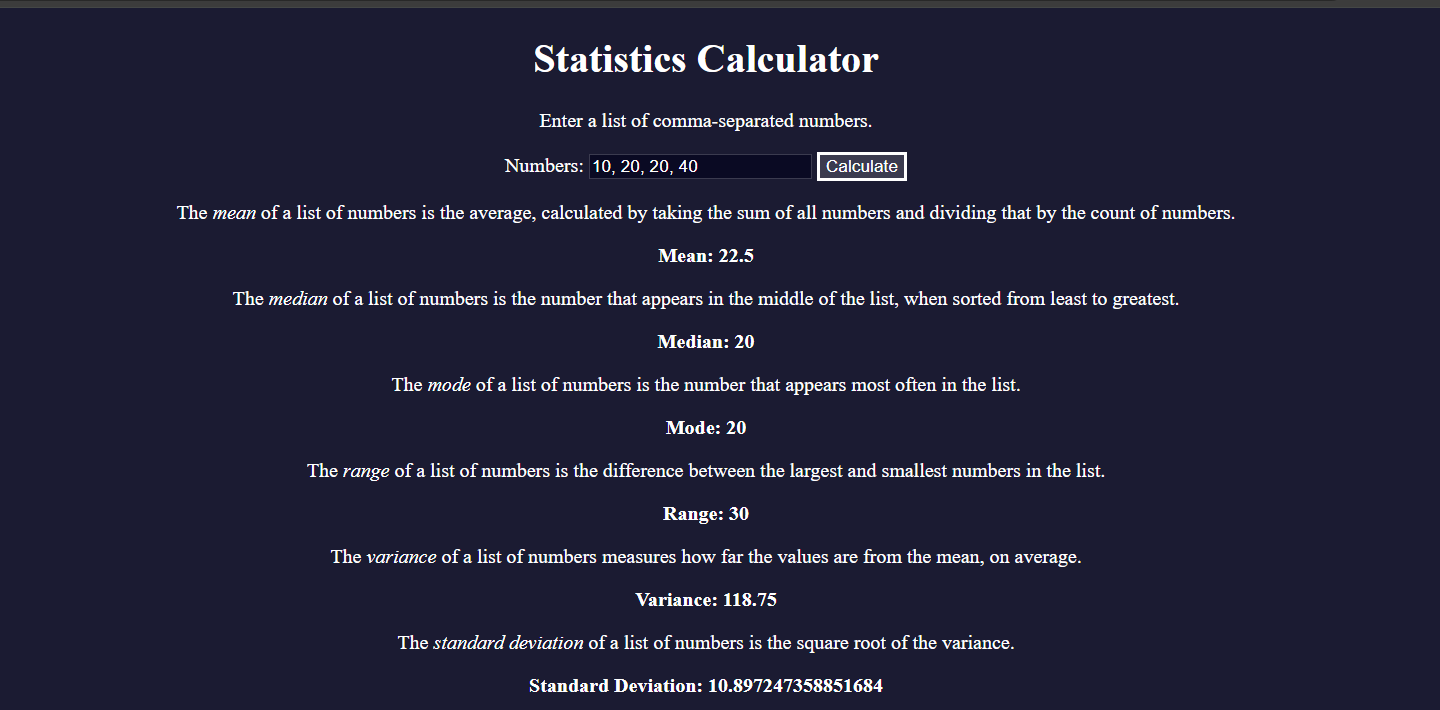 Statistics Calculator
Enter a list of comma-separated numbers.
Numbers: 10, 20, 20, 40 Calculate
The mean of a list of numbers is the average, calculated by taking the sum of all numbers and dividing that by the count of numbers.
Mean: 22.5
The median of a list of numbers is the number that appears in the middle of the list, when sorted from least to greatest.
Median: 20
The mode of a list of numbers is the number that appears most often in the list.
Mode: 20
The range of a list of numbers is the difference between the largest and smallest numbers in the list.
Range: 30
The variance of a list of numbers measures how far the values are from the mean, on average.
Variance: 118.75
The standard deviation of a list of numbers is the square root of the variance.
Standard Deviation: 10.897247358851684